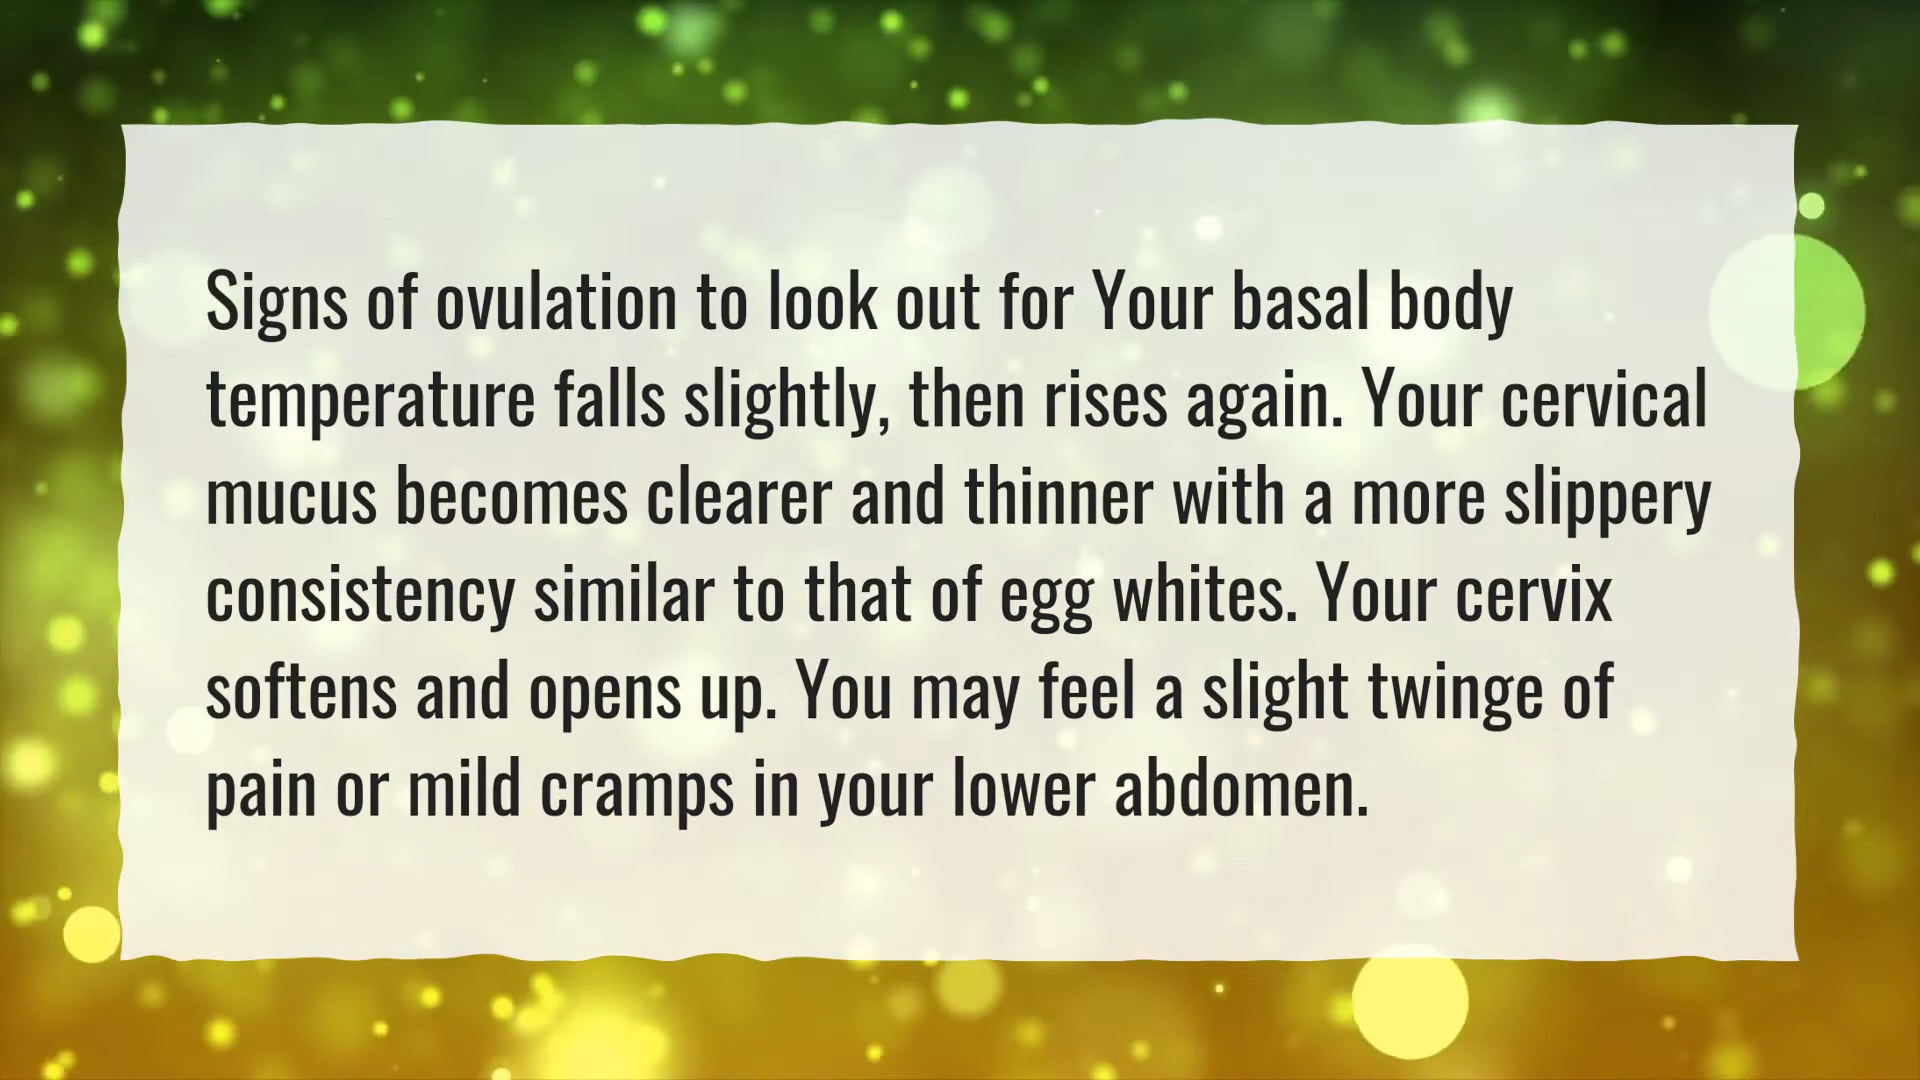 Signs of ovulation to look out for Your basal body
temperature falls slightly, then rises again. Your cervical
mucus becomes clearer and thinner with a more slippery
consistency similar to that of egg whites. Your cervix
softens and opens up. You may feel a slight twinge of
pain or mild cramps in your lower abdomen.